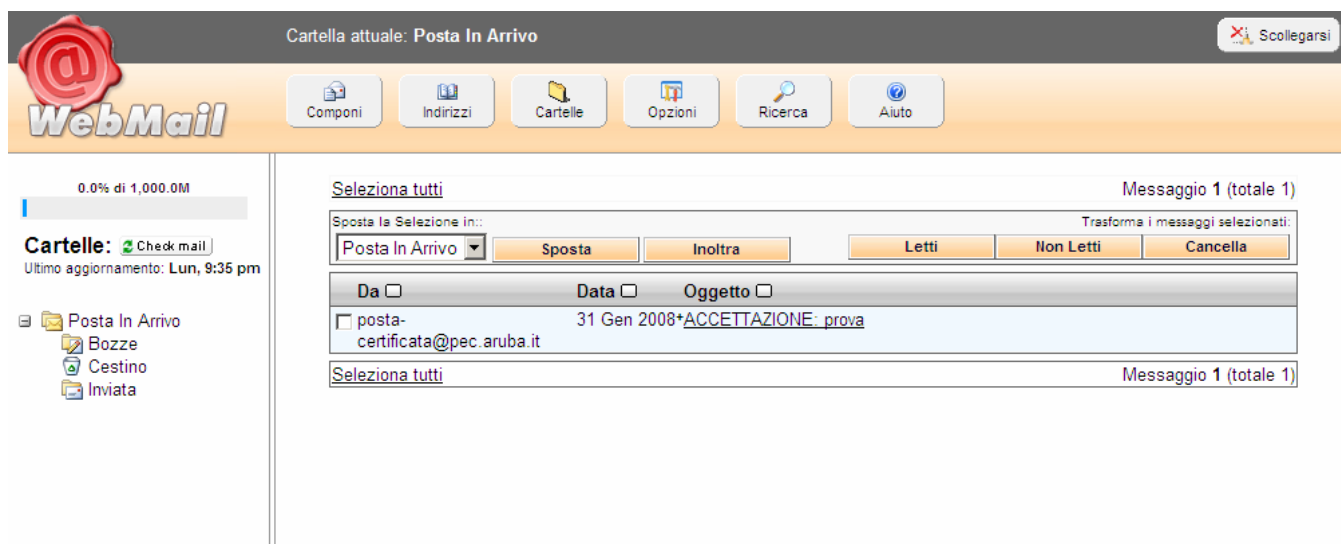 Cartella attuale: Posta In Arrivo
Scollegarsi
@
WebMail
Componi
Indirizzi
Cartelle
Opzioni
Ricerca
Aiuto
0.0% di 1,000.0M
Cartelle: Check mail
Ultimo aggiornamento: Lun, 9:35 pm
Posta In Arrivo
Bozze
Cestino
Inviata
Seleziona tutti
Messaggio 1 (totale 1)
Sposta la Selezione in::
Trasforma i messaggi selezionati:
Posta In Arrivo
Sposta
Inoltra
Letti
Non Letti
Cancella
Da
Data
Oggetto
posta-
certificata@pec.aruba.it
31 Gen 2008
+ACCETTAZIONE: prova
Seleziona tutti
Messaggio 1 (totale 1)